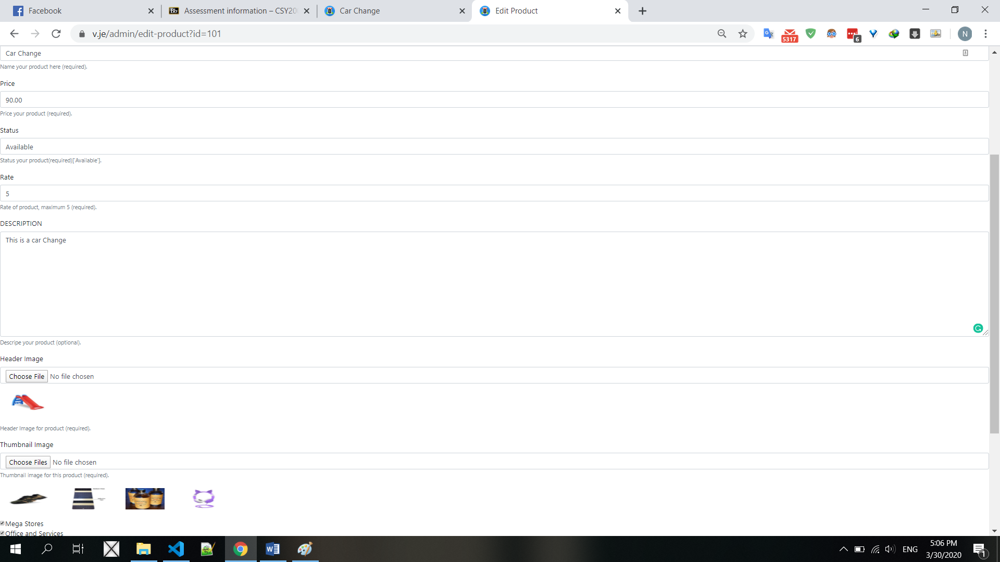 Facebook
Bb Assessment information – CSY20
Car Change
Edit Product
v.je/admin/edit-product?id=101
5317
6
N
Car Change
Name your product here (required).
Price
90.00
Price your product (required).
Status
Available
Status your product(required)['Available'].
Rate
5
Rate of product, maximum 5 (required).
DESCRIPTION
This is a car Change
Descripe your product (optional).
Header Image
Choose File No file chosen
Header Image for product (required).
Thumbnail Image
Choose Files No file chosen
Thumbnail image for this product (required).
Mega Stores
Office and Services
ENG
5:06 PM
3/30/2020
1